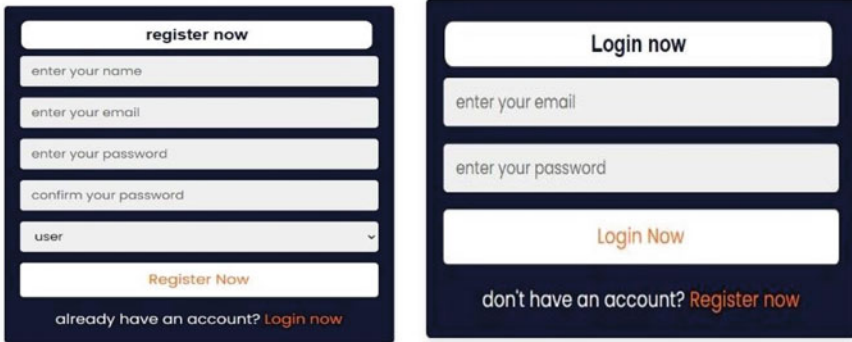 register now
enter your name
enter your email
enter your password
confirm your password
user
Register Now
already have an account? Login now
Login now
enter your email
enter your password
Login Now
don't have an account? Register now